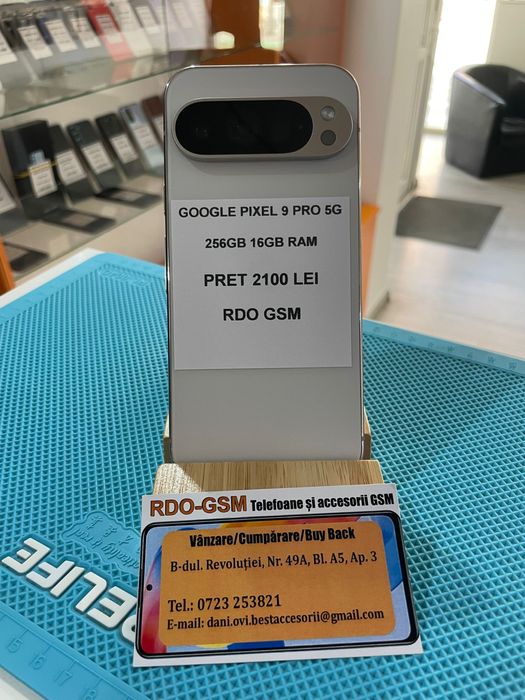 GOOGLE PIXEL 9 PRO 5G
256GB 16GB RAM
PRET 2100 LEI
RDO GSM
RDO-GSM Telefoane și accesorii GSM
Vânzare/Cumpărare/Buy Back
B-dul. Revoluției, Nr. 49A, Bl. A5, Ap. 3
Tel.: 0723 253821
E-mail: dani.ovi.bestaccesorii@gmail.com
RELIFE